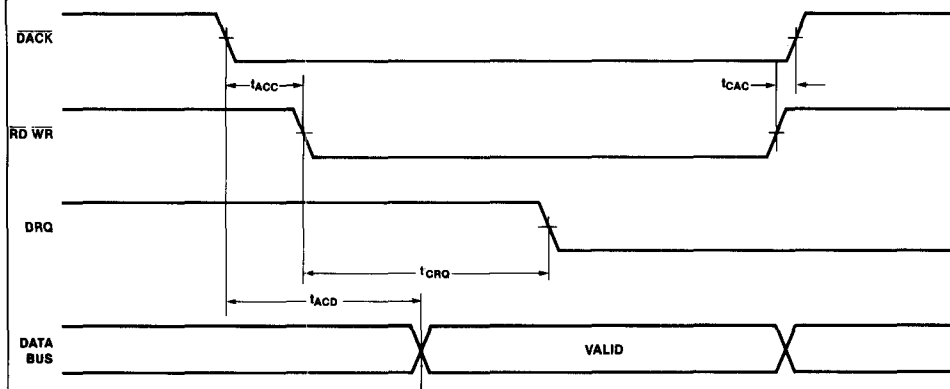 DACK
tACC
tCAC
RD WR
DRQ
tCRQ
tACD
DATA
BUS
VALID